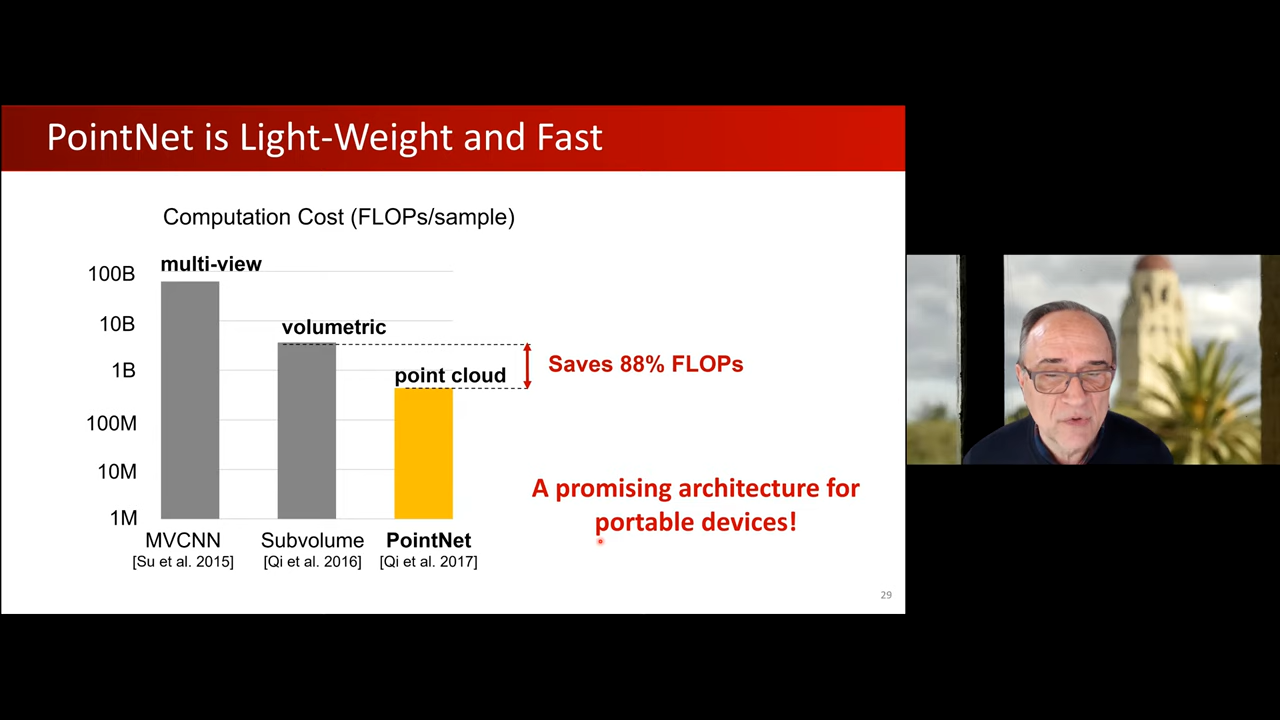 PointNet is Light-Weight and Fast
Computation Cost (FLOPs/sample)
100B
10B
1B
100M
10M
1M
multi-view
volumetric
point cloud
Saves 88% FLOPs
A promising architecture for
portable devices!
MVCNN
[Su et al. 2015]
Subvolume
[Qi et al. 2016]
PointNet
[Qi et al. 2017]
29